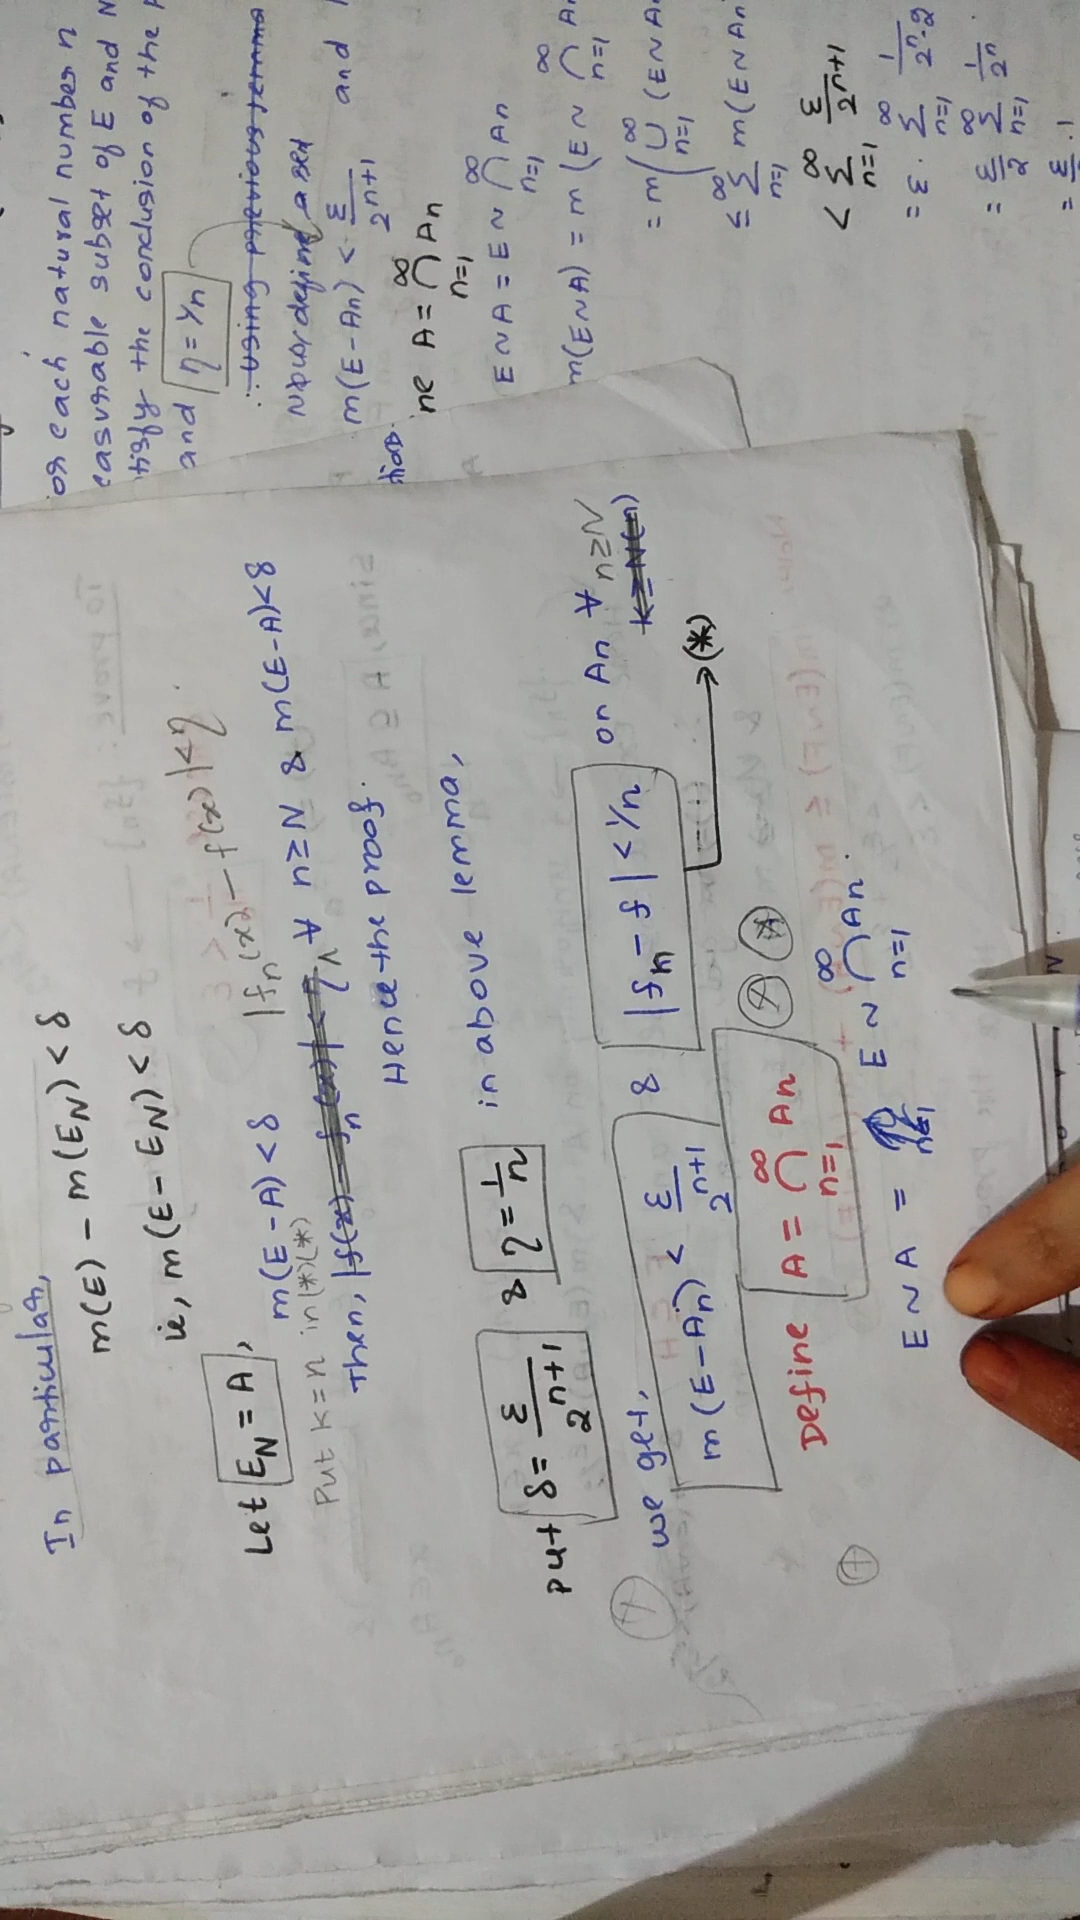 In particular,
m(E) - m(E_N) < δ
ie, m(E - E_N) < δ
Let E_N = A, m(E - A) < δ
Put k = n in (*)(*) |f_n(x) - f(x)| < η.
Then, ∀ n ≥ N & m(E - A) < δ
Hence the proof.
put δ = ε/2^{n+1} & η = 1/n in above lemma,
we get, m(E - A_n) < ε/2^{n+1} & |f_m - f| < 1/n on A_n ∀ n ≥ N
→ (*)
Define A = ∩_{n=1}^{∞} A_n
E ~ A = E ~ ∩_{n=1}^{∞} A_n.
each natural number n
subset of E and
the conclusion of the
and η = 1/n
∴ Using previous lemma
Now define a set
m(E - A_n) < ε/2^{n+1} and
ne A = ∩_{n=1}^{∞} A_n
E ~ A = E ~ ∩_{n=1}^{∞} A_n
m(E ~ A) = m(E ~ ∩_{n=1}^{∞} A
= m(∪_{n=1}^{∞} (E ~ A
≤ Σ_{n=1}^{∞} m(E ~ A_n
< Σ_{n=1}^{∞} ε/2^{n+1}
= ε · Σ_{n=1}^{∞} 1/2^n·2
= ε/2 Σ_{n=1}^{∞} 1/2^n
= ε/2 · 1